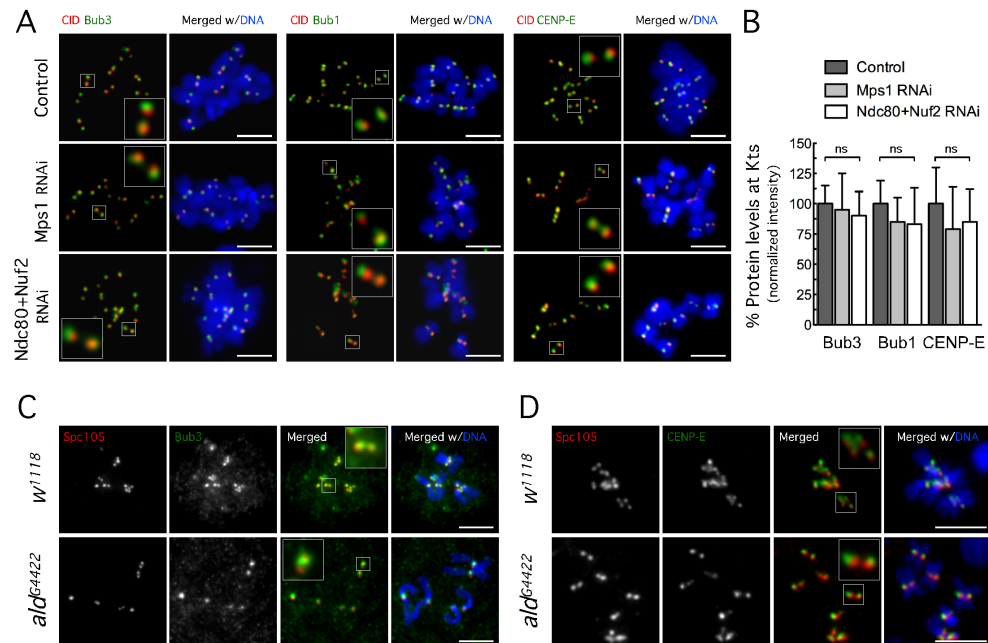 A
CID Bub3
Merged w/DNA
CID Bub1
Merged w/DNA
CID CENP-E
Merged w/DNA
Control
Mps1 RNAi
Ndc80+Nuf2
RNAi
B
Control
Mps1 RNAi
Ndc80+Nuf2 RNAi
% Protein levels at Kts
(normalized intensity)
150
125
100
75
50
25
0
ns
ns
ns
Bub3
Bub1
CENP-E
C
Spc105
Bub3
Merged
Merged w/DNA
w1118
aldG4422
D
Spc105
CENP-E
Merged
Merged w/DNA
w1118
aldG4422